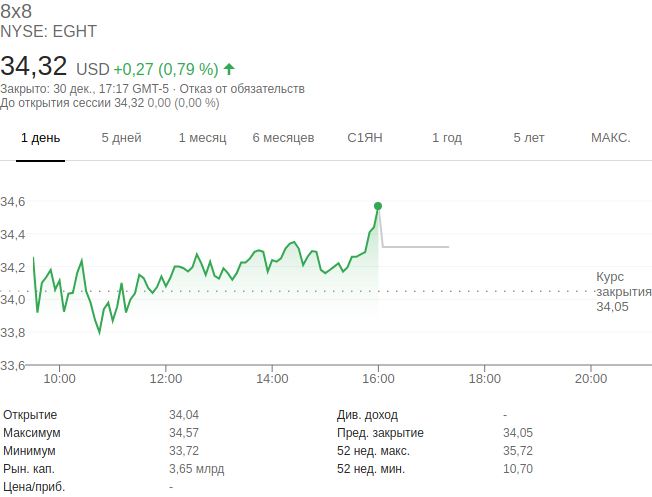 8x8
NYSE: EGHT
34,32 USD +0,27 (0,79 %)
Закрыто: 30 дек., 17:17 GMT-5 · Отказ от обязательств
До открытия сессии 34,32 0,00 (0,00 %)
1 день 5 дней 1 месяц 6 месяцев С1ЯН 1 год 5 лет МАКС.
34,6
34,4
34,2
34,0
33,8
33,6
Курс
закрытия
34,05
10:00 12:00 14:00 16:00 18:00 20:00
Открытие 34,04 Див. доход -
Максимум 34,57 Пред. закрытие 34,05
Минимум 33,72 52 нед. макс. 35,72
Рын. кап. 3,65 млрд 52 нед. мин. 10,70
Цена/приб. -